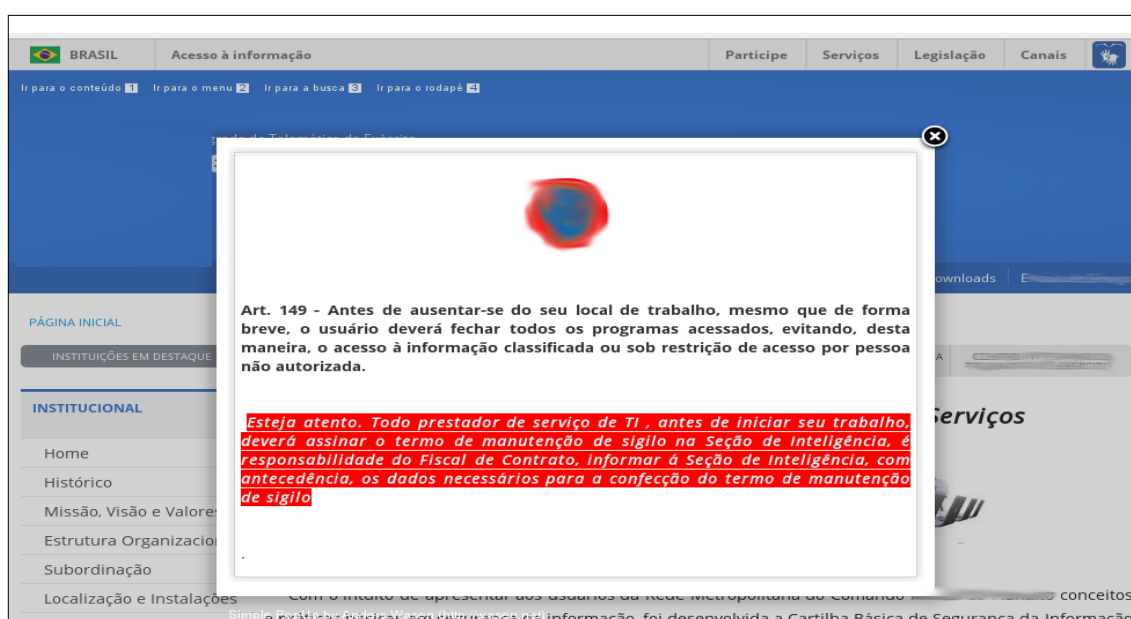 BRASIL Acesso à informação Participe Serviços Legislação Canais
Ir para o conteúdo 1 Ir para o menu 2 Ir para a busca 3 Ir para o rodapé 4
de Telemática do Exército
ownloads
PÁGINA INICIAL
INSTITUIÇÕES EM DESTAQUE
INSTITUCIONAL
Home
Histórico
Missão, Visão e Valores
Estrutura Organizacio
Subordinação
Localização e Instalações
Art. 149 - Antes de ausentar-se do seu local de trabalho, mesmo que de forma
breve, o usuário deverá fechar todos os programas acessados, evitando, desta
maneira, o acesso à informação classificada ou sob restrição de acesso por pessoa
não autorizada.
Esteja atento. Todo prestador de serviço de TI , antes de iniciar seu trabalho,
deverá assinar o termo de manutenção de sigilo na Seção de Inteligência, é
responsabilidade do Fiscal de Contrato, informar á Seção de Inteligência, com
antecedência, os dados necessários para a confecção do termo de manutenção
de sigilo
.
Serviços
Com o intuito de apresentar aos usuários da Rede Metropolitana do Comando conceitos
informação, foi desenvolvida a Cartilha Básica de Segurança da Informação